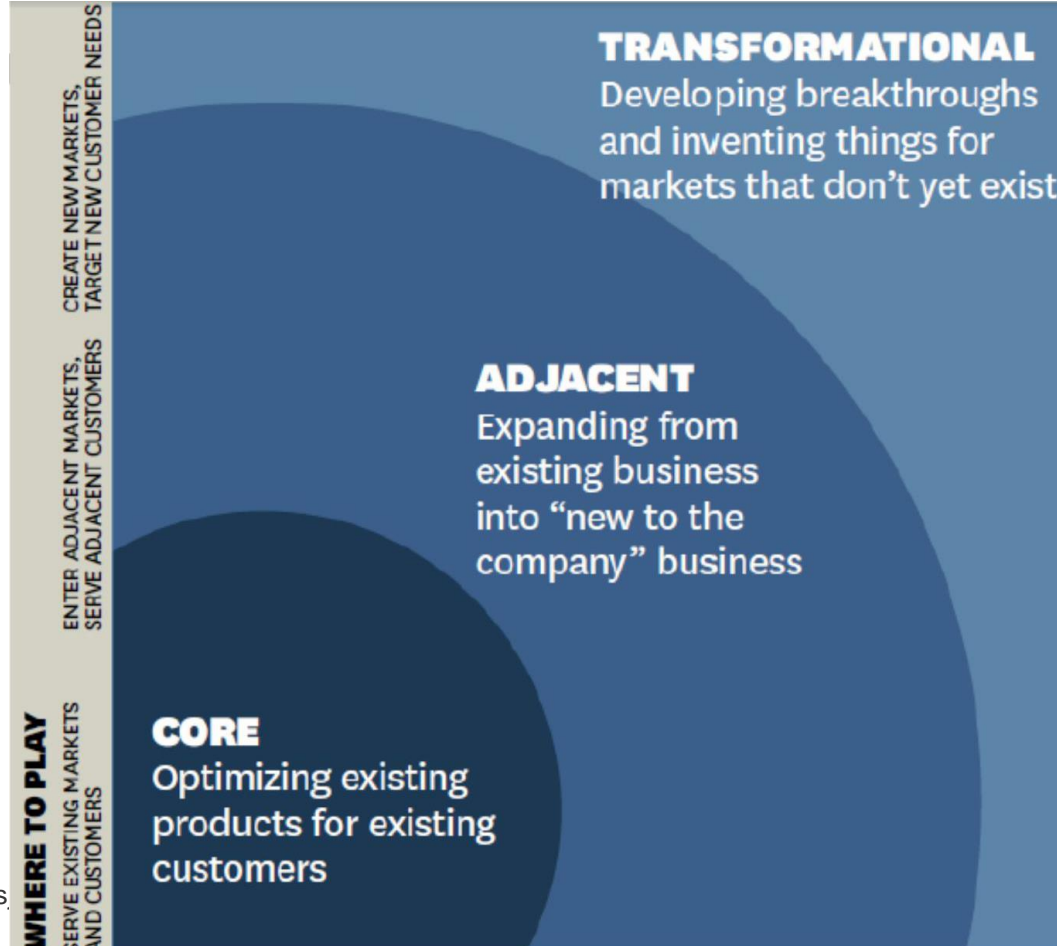 TRANSFORMATIONAL
Developing breakthroughs
and inventing things for
markets that don’t yet exist
CREATE NEW MARKETS,
TARGET NEW CUSTOMER NEEDS
ADJACENT
Expanding from
existing business
into “new to the
company” business
ENTER ADJACENT MARKETS,
SERVE ADJACENT CUSTOMERS
CORE
Optimizing existing
products for existing
customers
WHERE TO PLAY
SERVE EXISTING MARKETS
AND CUSTOMERS